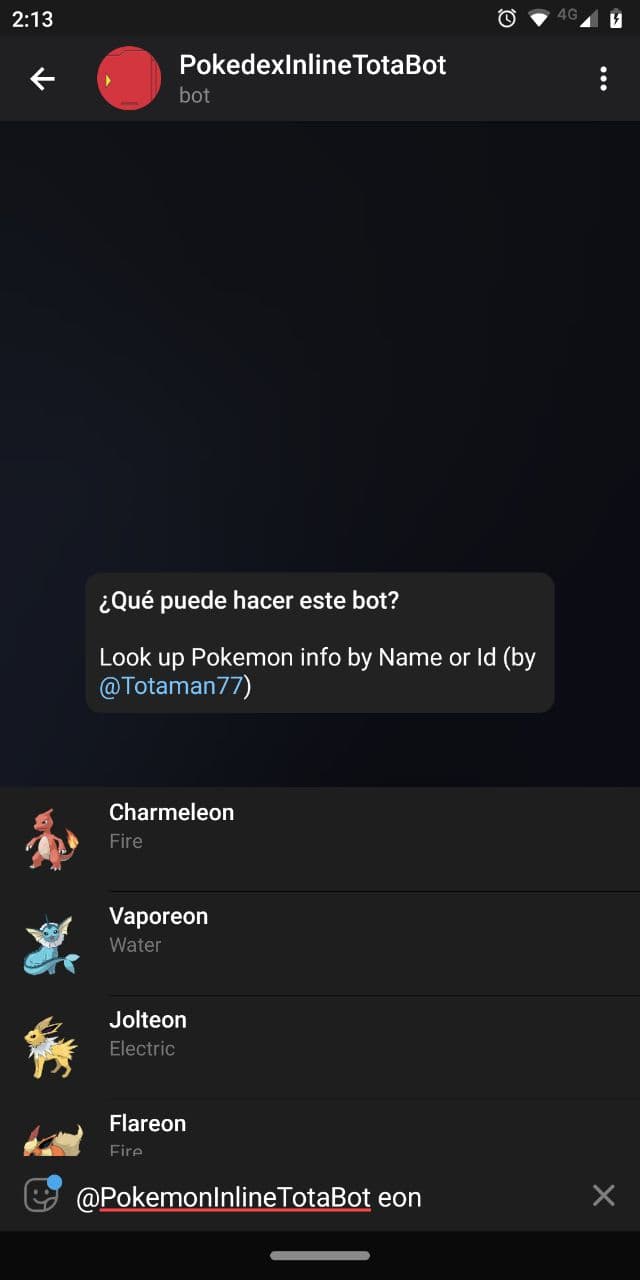 2:13
4G
PokedexInlineTotaBot
bot
¿Qué puede hacer este bot?
Look up Pokemon info by Name or Id (by
@Totaman77)
Charmeleon
Fire
Vaporeon
Water
Jolteon
Electric
Flareon
Fire
@PokemonInlineTotaBot eon